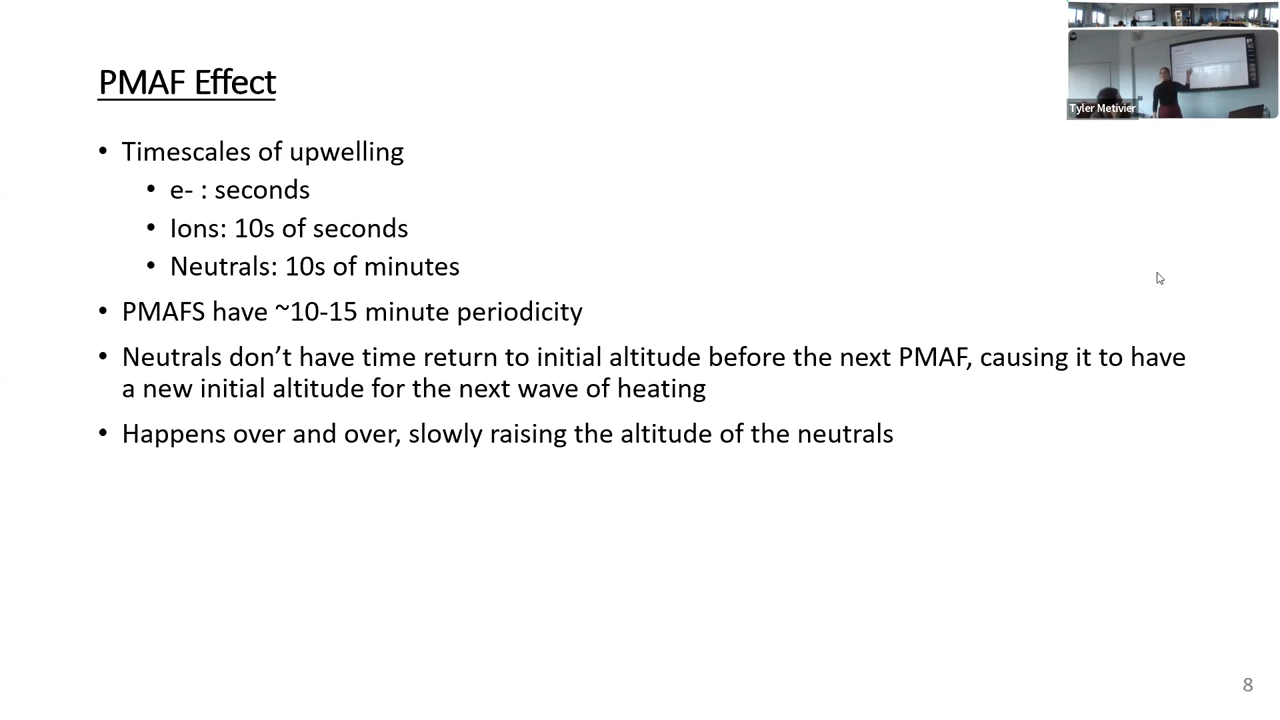 PMAF Effect
Tyler Metivier
• Timescales of upwelling
• e- : seconds
• Ions: 10s of seconds
• Neutrals: 10s of minutes
• PMAFS have ~10-15 minute periodicity
• Neutrals don’t have time return to initial altitude before the next PMAF, causing it to have
a new initial altitude for the next wave of heating
• Happens over and over, slowly raising the altitude of the neutrals
8